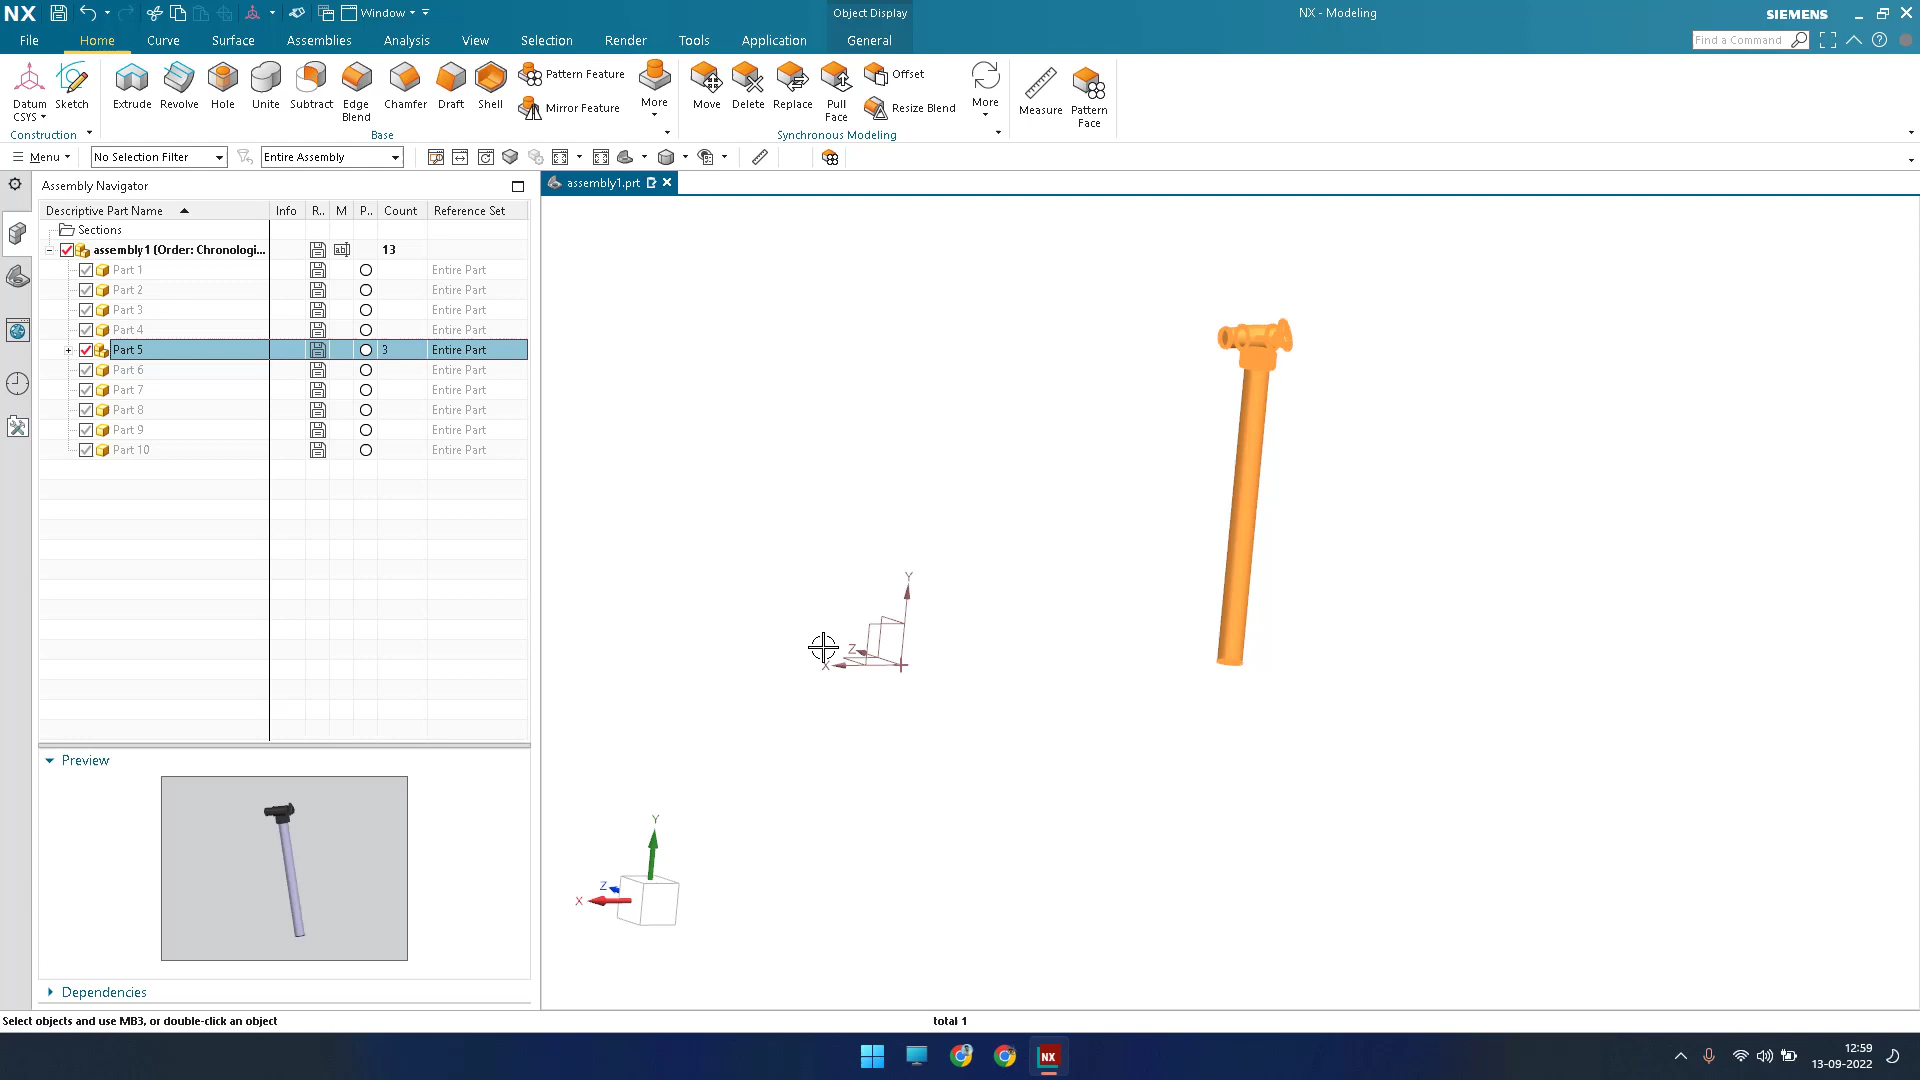 NX
Window
Object Display
NX - Modeling
SIEMENS
File
Home
Curve
Surface
Assemblies
Analysis
View
Selection
Render
Tools
Application
General
Find a Command
Datum CSYS
Sketch
Extrude
Revolve
Hole
Unite
Subtract
Edge Blend
Chamfer
Draft
Shell
Pattern Feature
Mirror Feature
More
Move
Delete
Replace
Pull Face
Offset
Resize Blend
More
Measure
Pattern Face
Construction
Base
Synchronous Modeling
Menu
No Selection Filter
Entire Assembly
Assembly Navigator
assembly1.prt
Descriptive Part Name Info R.. M P.. Count Reference Set
Sections
assembly1 (Order: Chronologi... 13
Part 1 Entire Part
Part 2 Entire Part
Part 3 Entire Part
Part 4 Entire Part
Part 5 3 Entire Part
Part 6 Entire Part
Part 7 Entire Part
Part 8 Entire Part
Part 9 Entire Part
Part 10 Entire Part
Y
Z
X
Preview
Y
Z
X
Dependencies
Select objects and use MB3, or double-click an object
total 1
NX
12:59
13-09-2022